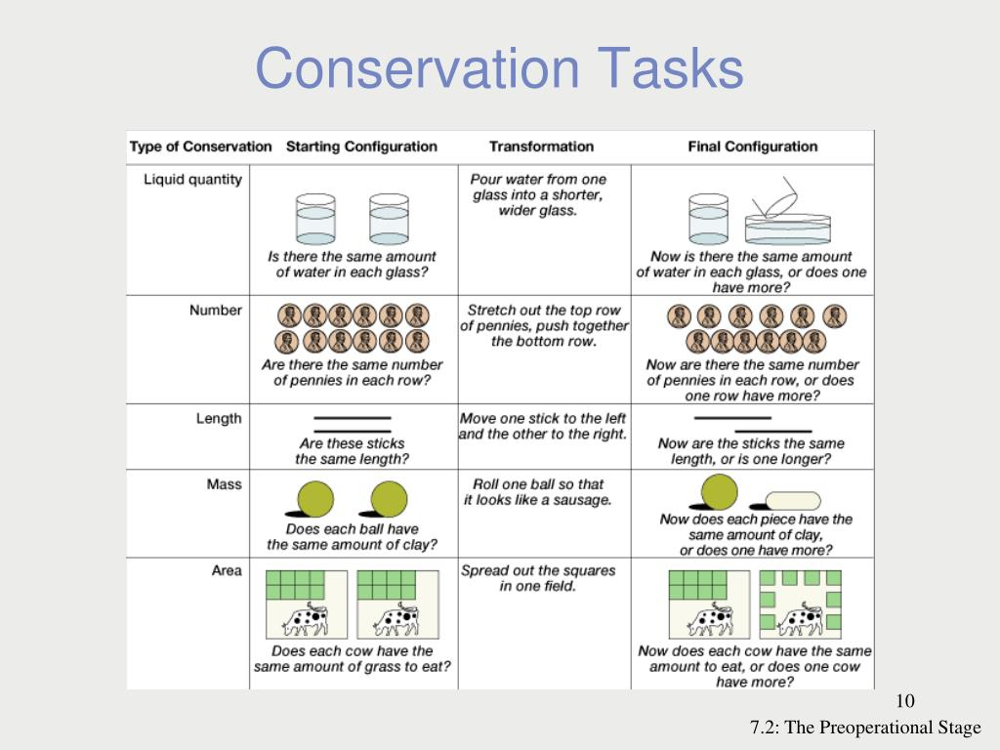 Conservation Tasks
Type of Conservation Starting Configuration Transformation Final Configuration
Liquid quantity
Is there the same amount
of water in each glass?
Pour water from one
glass into a shorter,
wider glass.
Now is there the same amount
of water in each glass, or does one
have more?
Number
Are there the same number
of pennies in each row?
Stretch out the top row
of pennies, push together
the bottom row.
Now are there the same number
of pennies in each row, or does
one row have more?
Length
Are these sticks
the same length?
Move one stick to the left
and the other to the right.
Now are the sticks the same
length, or is one longer?
Mass
Does each ball have
the same amount of clay?
Roll one ball so that
it looks like a sausage.
Now does each piece have the
same amount of clay,
or does one have more?
Area
Does each cow have the
same amount of grass to eat?
Spread out the squares
in one field.
Now does each cow have the same
amount to eat, or does one cow
have more?
10
7.2: The Preoperational Stage